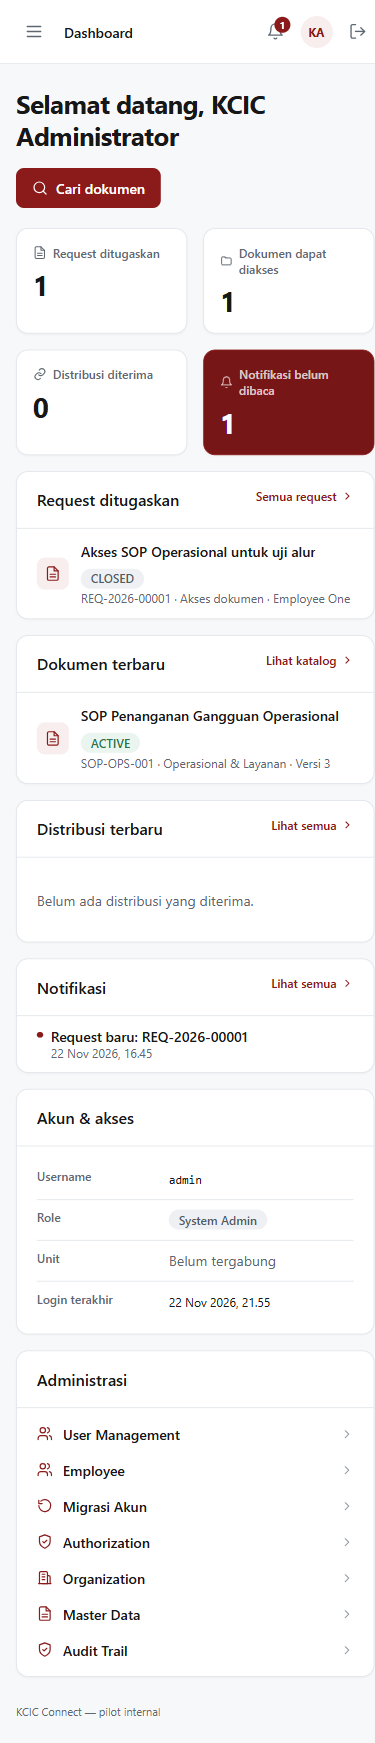 Dashboard
1
KA
Selamat datang, KCIC
Administrator
Cari dokumen
Request ditugaskan
1
Dokumen dapat
diakses
1
Distribusi diterima
0
Notifikasi belum
dibaca
1
Request ditugaskan
Semua request
Akses SOP Operasional untuk uji alur
CLOSED
REQ-2026-00001 · Akses dokumen · Employee One
Dokumen terbaru
Lihat katalog
SOP Penanganan Gangguan Operasional
ACTIVE
SOP-OPS-001 · Operasional & Layanan · Versi 3
Distribusi terbaru
Lihat semua
Belum ada distribusi yang diterima.
Notifikasi
Lihat semua
Request baru: REQ-2026-00001
22 Nov 2026, 16.45
Akun & akses
Username
admin
Role
System Admin
Unit
Belum tergabung
Login terakhir
22 Nov 2026, 21.55
Administrasi
User Management
Employee
Migrasi Akun
Authorization
Organization
Master Data
Audit Trail
KCIC Connect — pilot internal